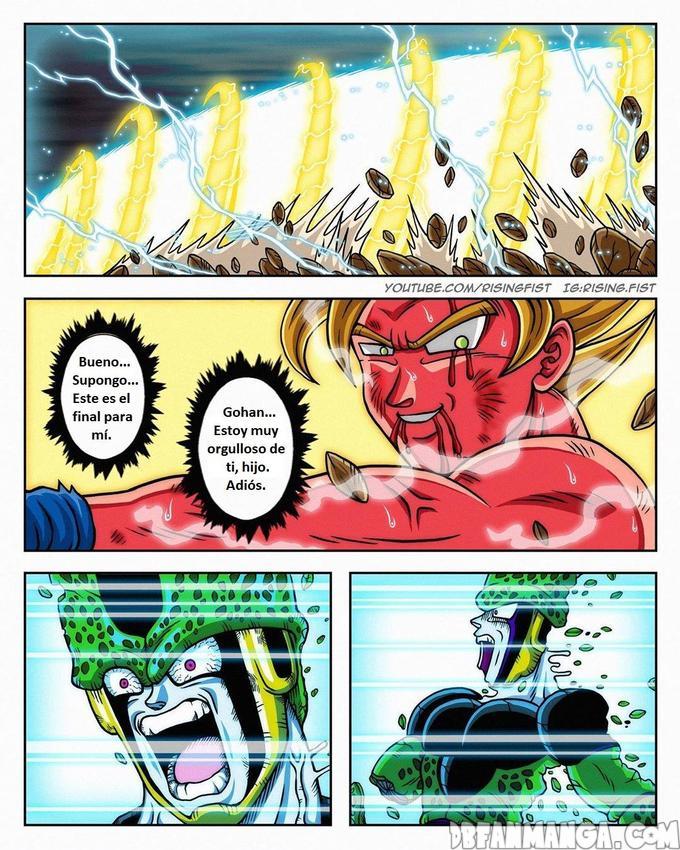 YOUTUBE.COM/RISINGFIST IG:RISING.FIST
Bueno...
Supongo...
Este es el
final para
mí.
Gohan...
Estoy muy
orgulloso de
ti, hijo.
Adiós.
DBFANMANGA.COM